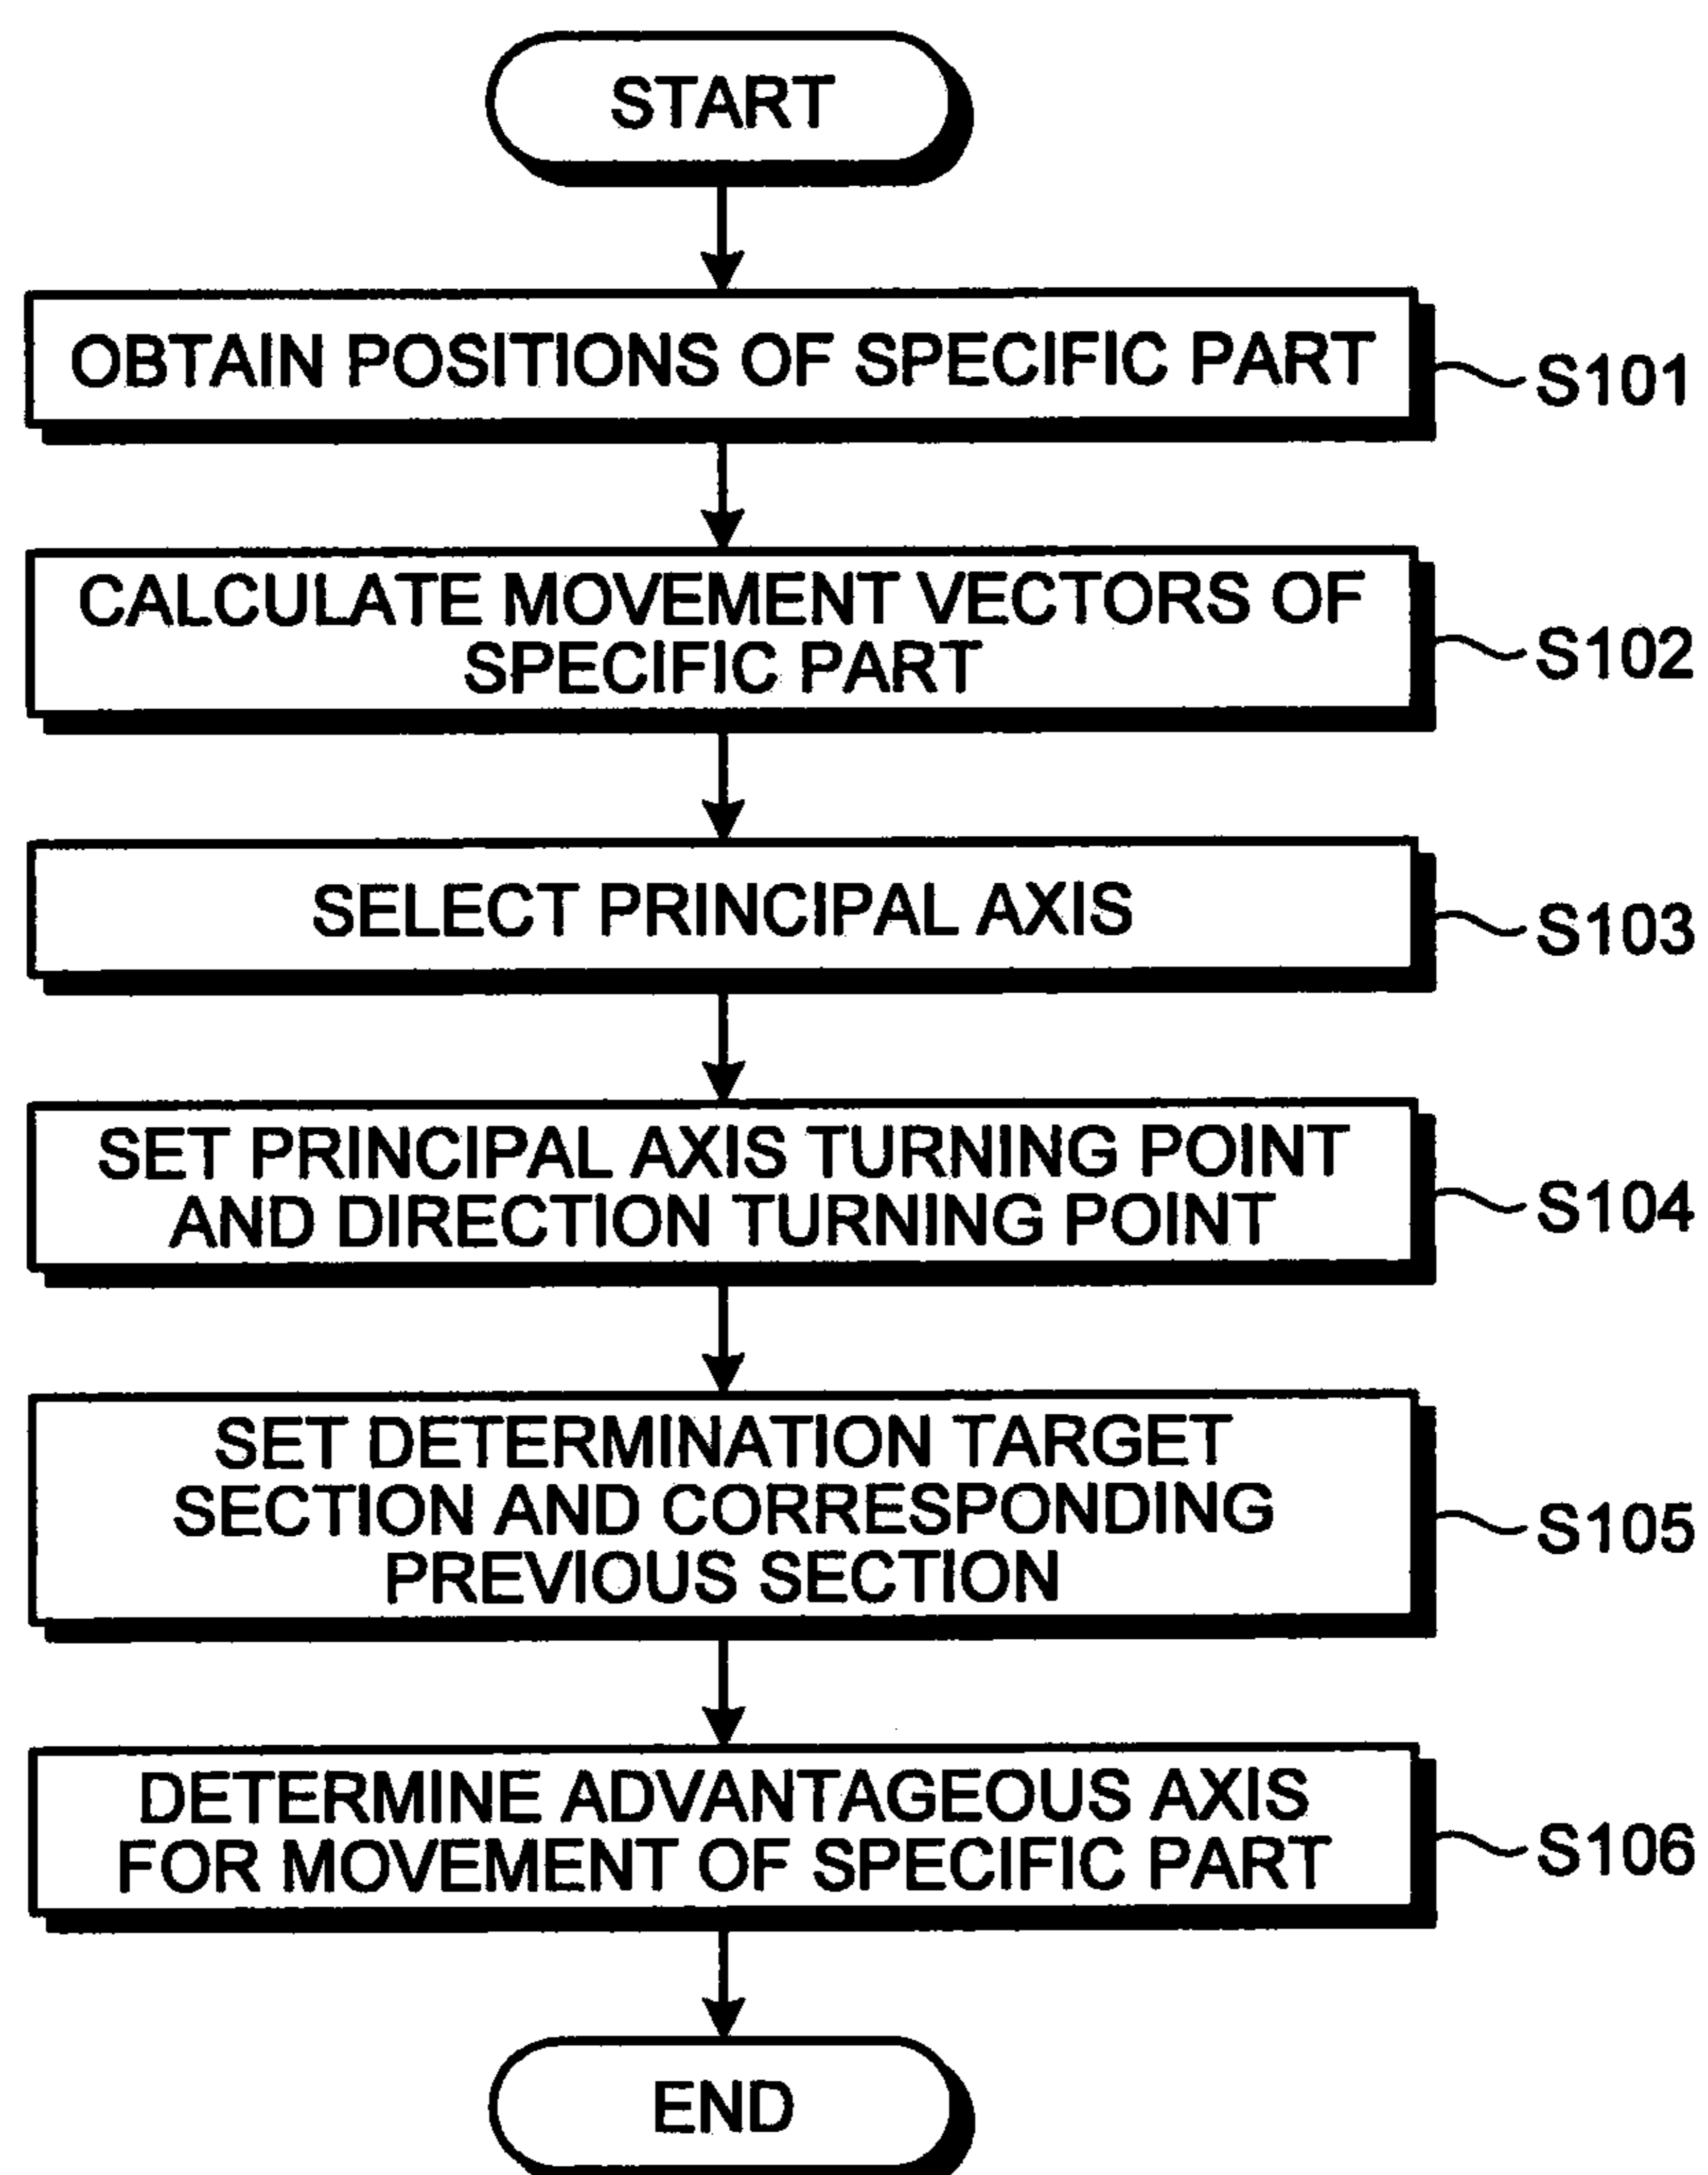 START
OBTAIN POSITIONS OF SPECIFIC PART
S101
CALCULATE MOVEMENT VECTORS OF
SPECIFIC PART
S102
SELECT PRINCIPAL AXIS
S103
SET PRINCIPAL AXIS TURNING POINT
AND DIRECTION TURNING POINT
S104
SET DETERMINATION TARGET
SECTION AND CORRESPONDING
PREVIOUS SECTION
S105
DETERMINE ADVANTAGEOUS AXIS
FOR MOVEMENT OF SPECIFIC PART
S106
END